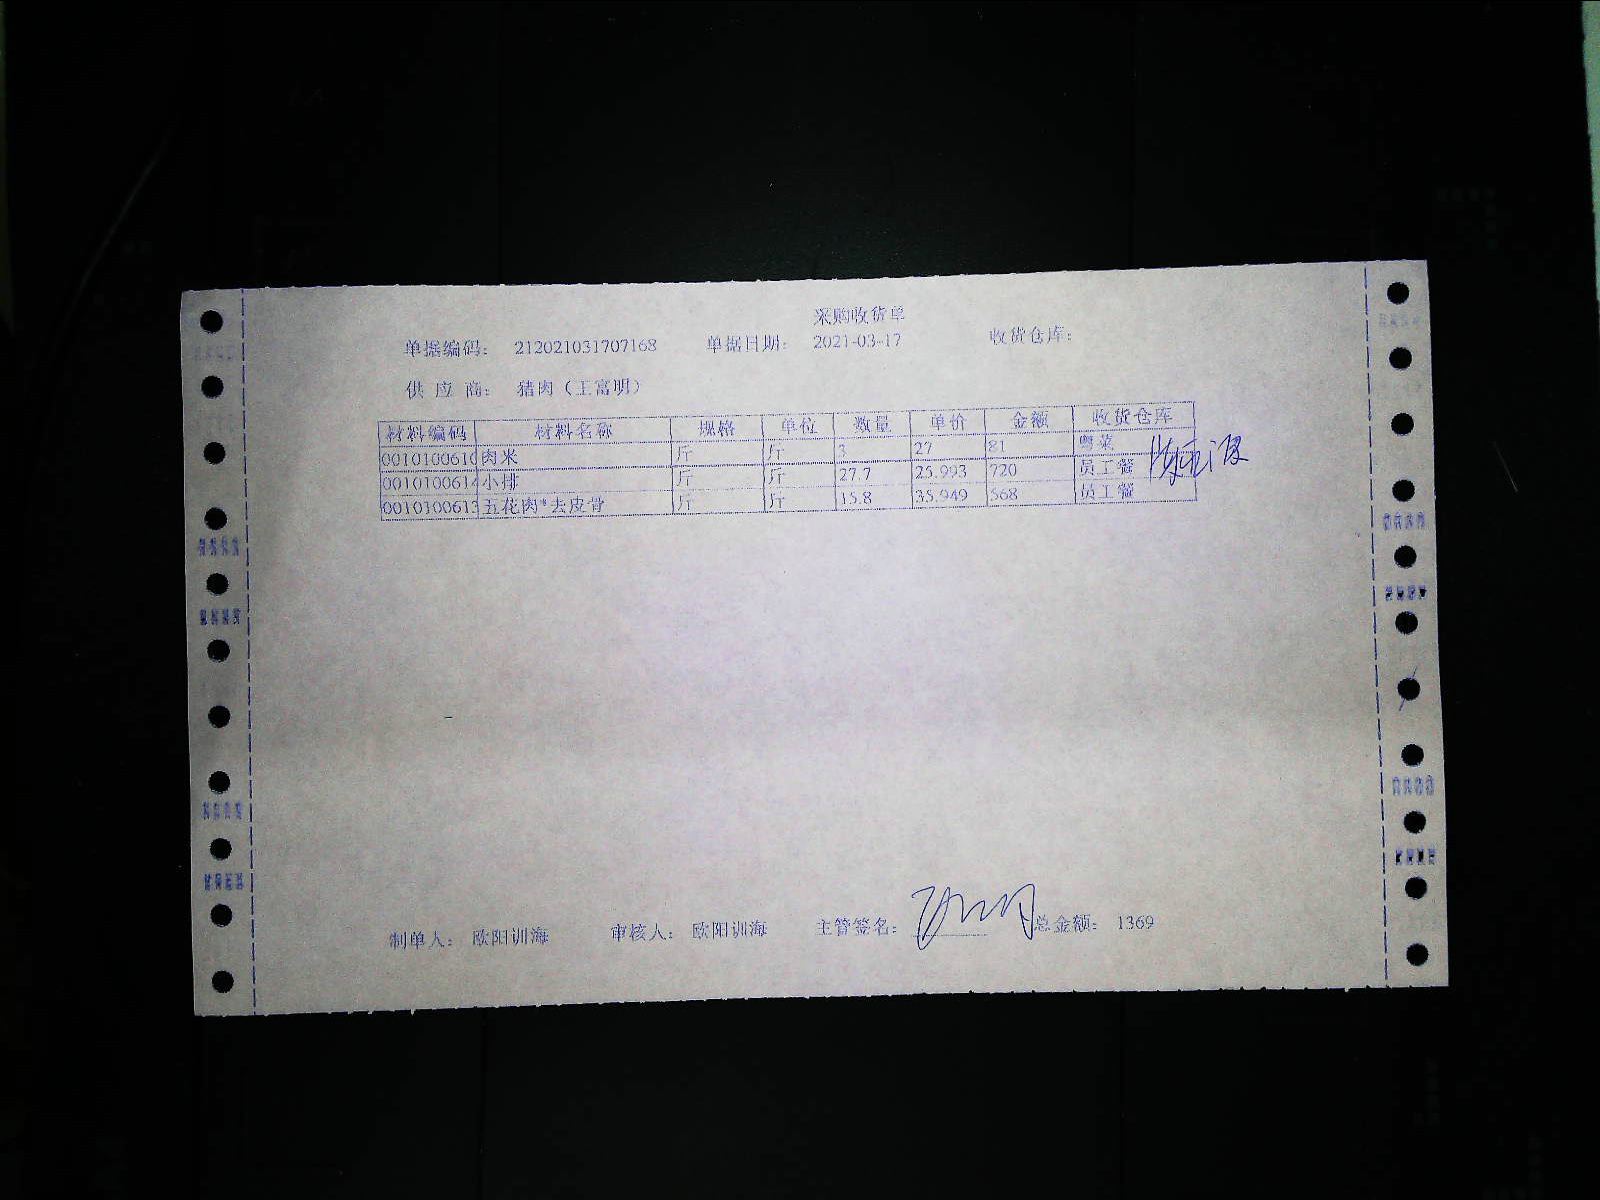 采购收货单
单据编码： 212021031707168 单据日期： 2021-03-17 收货仓库：
供 应 商： 猪肉（王富明）
材料编码 材料名称 规格 单位 数量 单价 金额 收货仓库
0010100610 肉米 斤 斤 3 27 81 粤菜
0010100614 小排 斤 斤 27.7 25.993 720 员工餐
0010100613 五花肉*去皮骨 斤 斤 15.8 35.949 568 员工餐
制单人： 欧阳训海 审核人： 欧阳训海 主管签名： 总金额： 1369